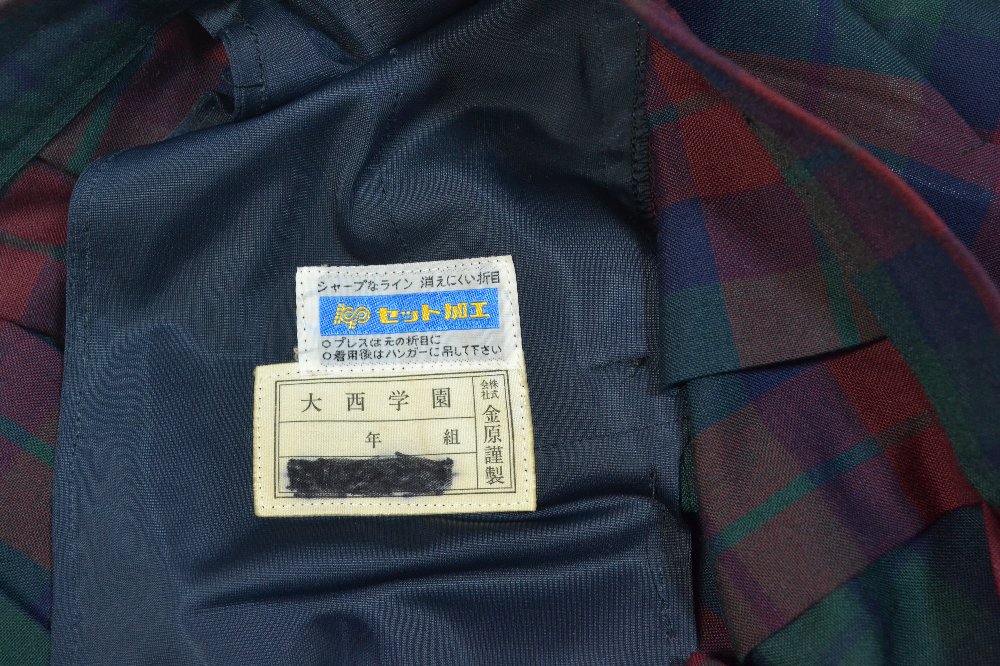 シャープなライン 消えにくい折目
セット加工
○プレスは元の折目に
○着用後はハンガーに吊して下さい
大西学園
年 組
株式会社 金原謹製